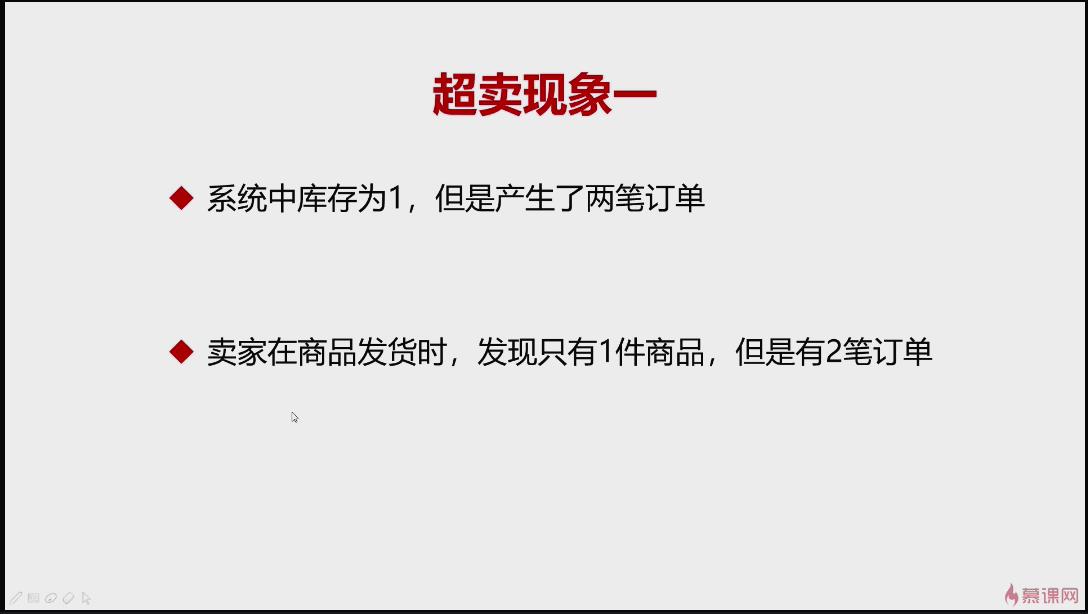 超卖现象一
系统中库存为1，但是产生了两笔订单
卖家在商品发货时，发现只有1件商品，但是有2笔订单
慕课网